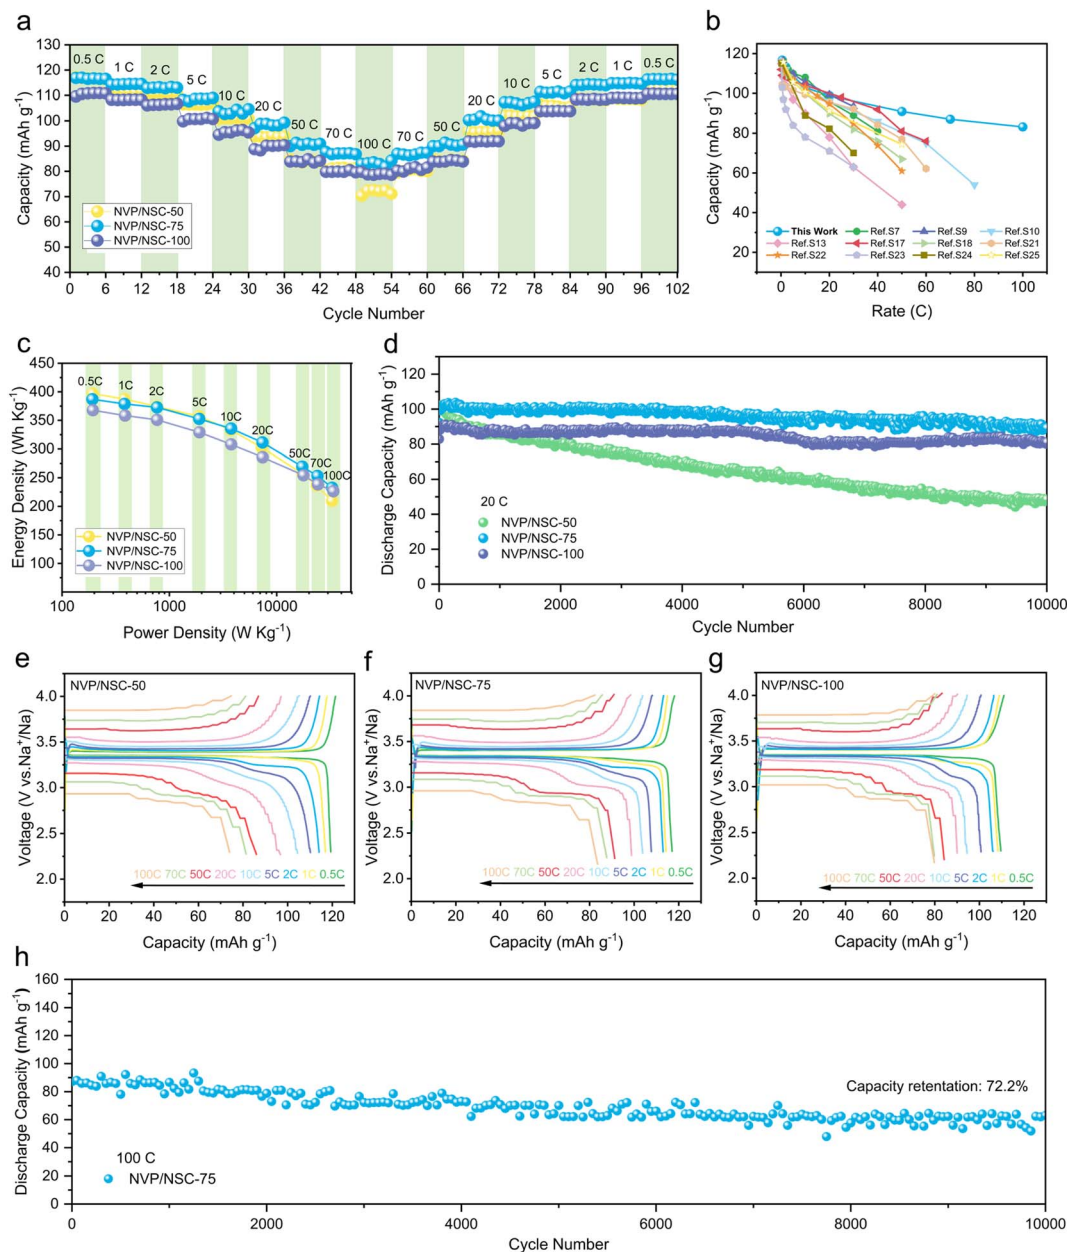 a
130
120
110
100
90
80
70
60
50
40
Capacity (mAh g-1)
0.5 C 1 C 2 C 5 C 10 C 20 C 50 C 70 C 100 C 70 C 50 C 20 C 10 C 5 C 2 C 1 C 0.5 C
NVP/NSC-50
NVP/NSC-75
NVP/NSC-100
0 6 12 18 24 30 36 42 48 54 60 66 72 78 84 90 96 102
Cycle Number
b
120
100
80
60
40
20
Capacity (mAh g-1)
This Work Ref.S7 Ref.S9 Ref.S10
Ref.S13 Ref.S17 Ref.S18 Ref.S21
Ref.S22 Ref.S23 Ref.S24 Ref.S25
0 20 40 60 80 100
Rate (C)
c
450
400
350
300
250
200
150
100
Energy Density (Wh Kg-1)
0.5C 1C 2C 5C 10C 20C 50C 70C 100C
NVP/NSC-50
NVP/NSC-75
NVP/NSC-100
100 1000 10000
Power Density (W Kg-1)
d
120
100
80
60
40
20
0
Discharge Capacity (mAh g-1)
20 C
NVP/NSC-50
NVP/NSC-75
NVP/NSC-100
0 2000 4000 6000 8000 10000
Cycle Number
e
NVP/NSC-50
4.0
3.5
3.0
2.5
2.0
Voltage (V vs.Na+/Na)
100C 70C 50C 20C 10C 5C 2C 1C 0.5C
0 20 40 60 80 100 120
Capacity (mAh g-1)
f
NVP/NSC-75
4.0
3.5
3.0
2.5
2.0
Voltage (V vs.Na+/Na)
100C 70C 50C 20C 10C 5C 2C 1C 0.5C
0 20 40 60 80 100 120
Capacity (mAh g-1)
g
NVP/NSC-100
4.0
3.5
3.0
2.5
2.0
Voltage (V vs.Na+/Na)
100C 70C 50C 20C 10C 5C 2C 1C 0.5C
0 20 40 60 80 100 120
Capacity (mAh g-1)
h
160
140
120
100
80
60
40
20
0
Discharge Capacity (mAh g-1)
Capacity retention: 72.2%
100 C
NVP/NSC-75
0 2000 4000 6000 8000 10000
Cycle Number